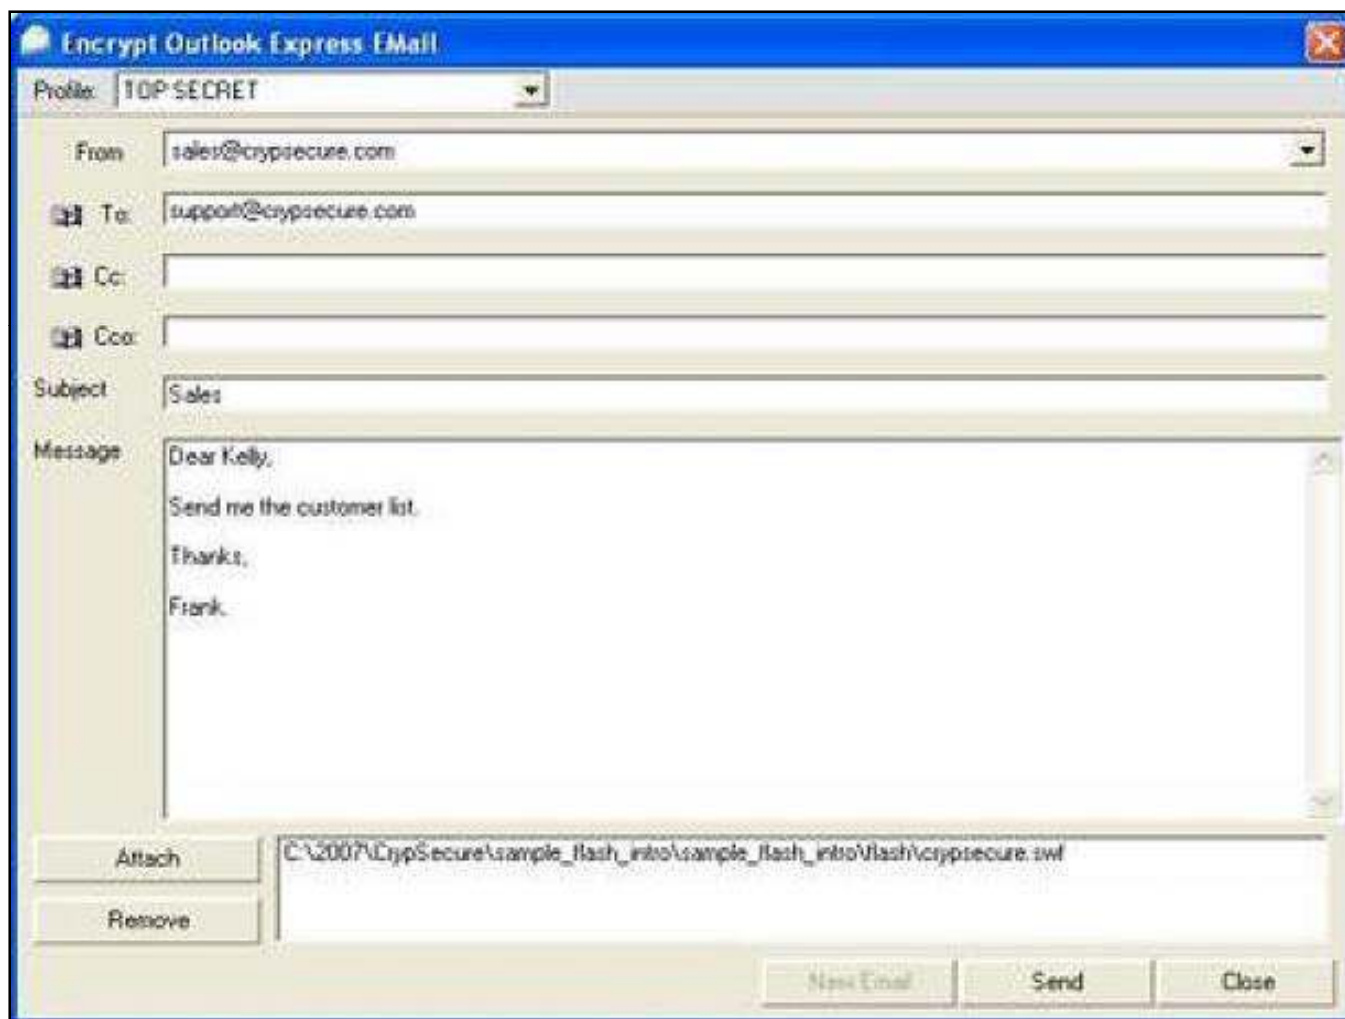 Encrypt Outlook Express EMail
Profile: TOP SECRET
From sales@crypsecure.com
To: support@crypsecure.com
Cc:
Cco:
Subject Sales
Message Dear Kelly,
Send me the customer list.
Thanks,
Frank.
Attach C:\2007\CrypSecure\sample_flash_intro\sample_flash_intro\flash\crypsecure.swf
Remove
New Email Send Close